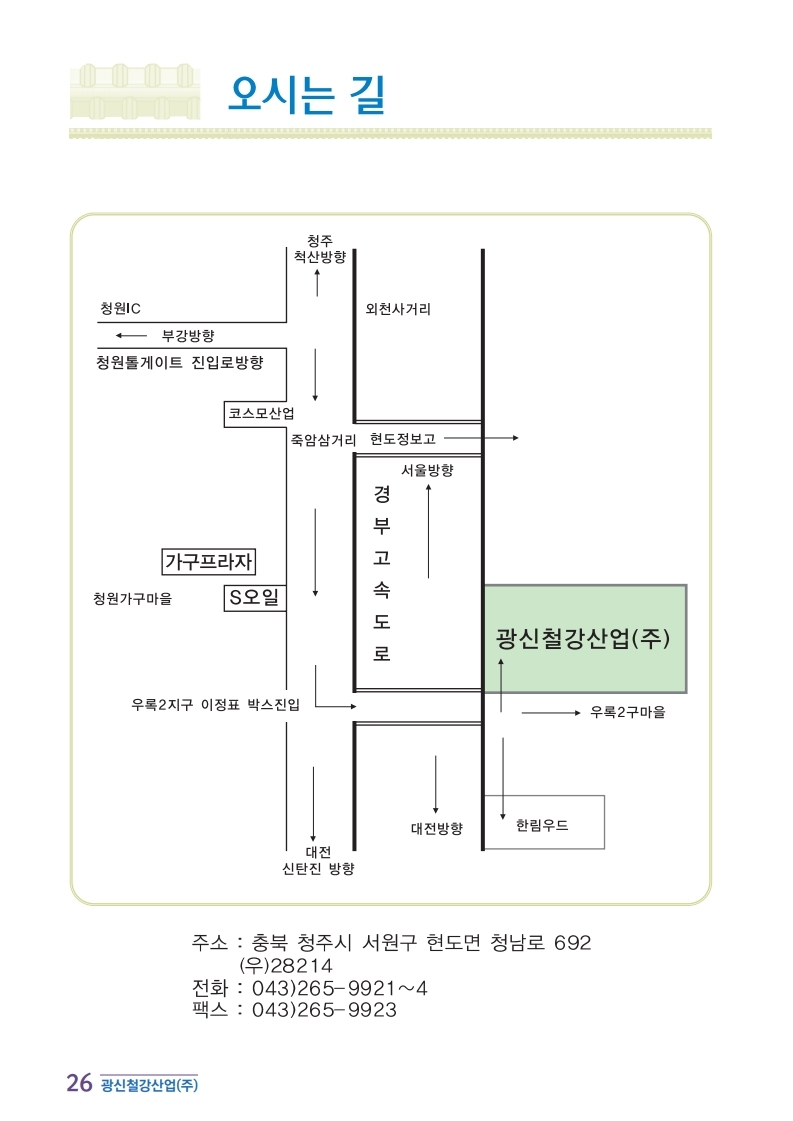 오시는 길
청주
척산방향
청원IC
외천사거리
부강방향
청원톨게이트 진입로방향
코스모산업
죽암삼거리
현도정보고
서울방향
경부고속도로
가구프라자
청원가구마을
S오일
광신철강산업(주)
우록2지구 이정표 박스진입
우록2구마을
대전방향
한림우드
대전
신탄진 방향
주소 : 충북 청주시 서원구 현도면 청남로 692
(우)28214
전화 : 043)265-9921~4
팩스 : 043)265-9923
26 광신철강산업(주)